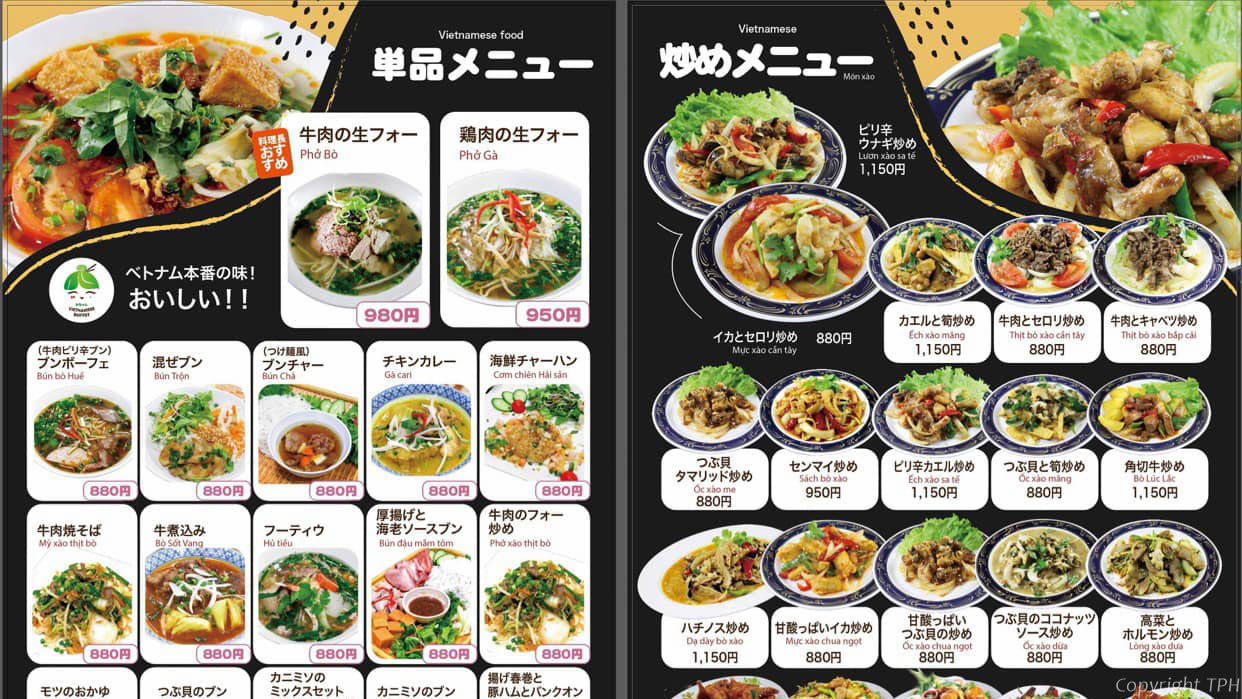 Vietnamese food
単品メニュー
料理長
おすすめ
牛肉の生フォー
Phở Bò
980円
鶏肉の生フォー
Phở Gà
950円
VIETNAMESE
ベトナム本番の味!
おいしい!!
(牛肉ピリ辛ブン)
ブンボーフェ
Bún bò Huế
880円
混ぜブン
Bún Trộn
880円
(つけ麺風)
ブンチャー
Bún Chả
880円
チキンカレー
Gà cari
880円
海鮮チャーハン
Cơm chiên Hải sản
880円
牛肉焼そば
Mỳ xào thịt bò
880円
牛煮込み
Bò Sốt Vang
880円
フーティウ
Hủ tiếu
880円
厚揚げと
海老ソースブン
Bún đậu mắm tôm
880円
牛肉のフォー
炒め
Phở xào thịt bò
880円
モツのおかゆ
つぶ貝のブン
カニミソの
ミックスセット
カニミソのブン
揚げ春巻と
豚ハムとバンクオン
Vietnamese
炒めメニュー
Món xào
ピリ辛
ウナギ炒め
Lươn xào sa tế
1,150円
イカとセロリ炒め
Mực xào cần tây
880円
カエルと筍炒め
Ếch xào măng
1,150円
牛肉とセロリ炒め
Thịt bò xào cần tây
880円
牛肉とキャベツ炒め
Thịt bò xào bắp cải
880円
つぶ貝
タマリッド炒め
Ốc xào me
880円
センマイ炒め
Sách bò xào
950円
ピリ辛カエル炒め
Ếch xào sa tế
1,150円
つぶ貝と筍炒め
Ốc xào măng
880円
角切牛炒め
Bò Lúc Lắc
1,150円
ハチノス炒め
Dạ dày bò xào
1,150円
甘酸っぱいイカ炒め
Mực xào chua ngọt
880円
甘酸っぱい
つぶ貝の炒め
Ốc xào chua ngọt
880円
つぶ貝のココナッツ
ソース炒め
Ốc xào dừa
880円
高菜と
ホルモン炒め
Lòng xào dưa
880円
Copyright TPH